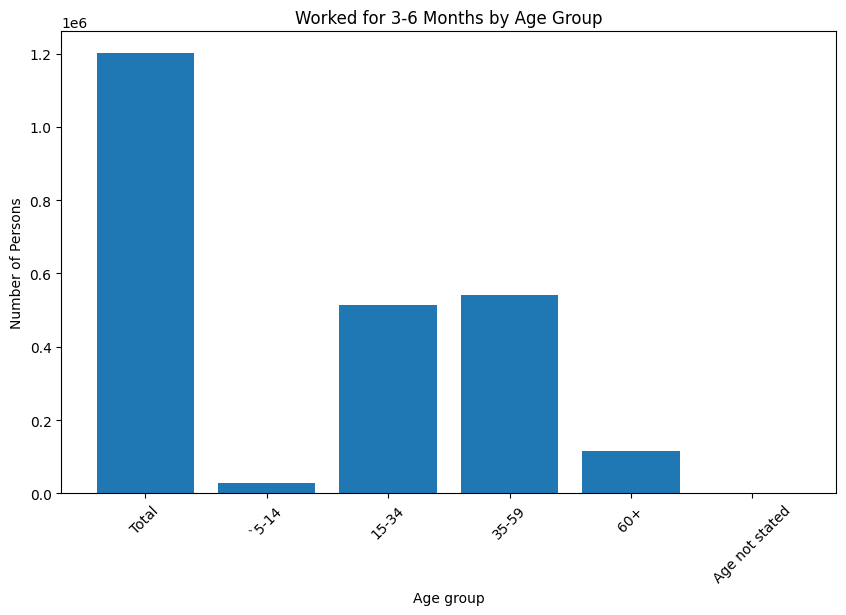 Worked for 3-6 Months by Age Group
1e6
1.2
1.0
0.8
0.6
0.4
0.2
0.0
Number of Persons
Total
`5-14
15-34
35-59
60+
Age not stated
Age group